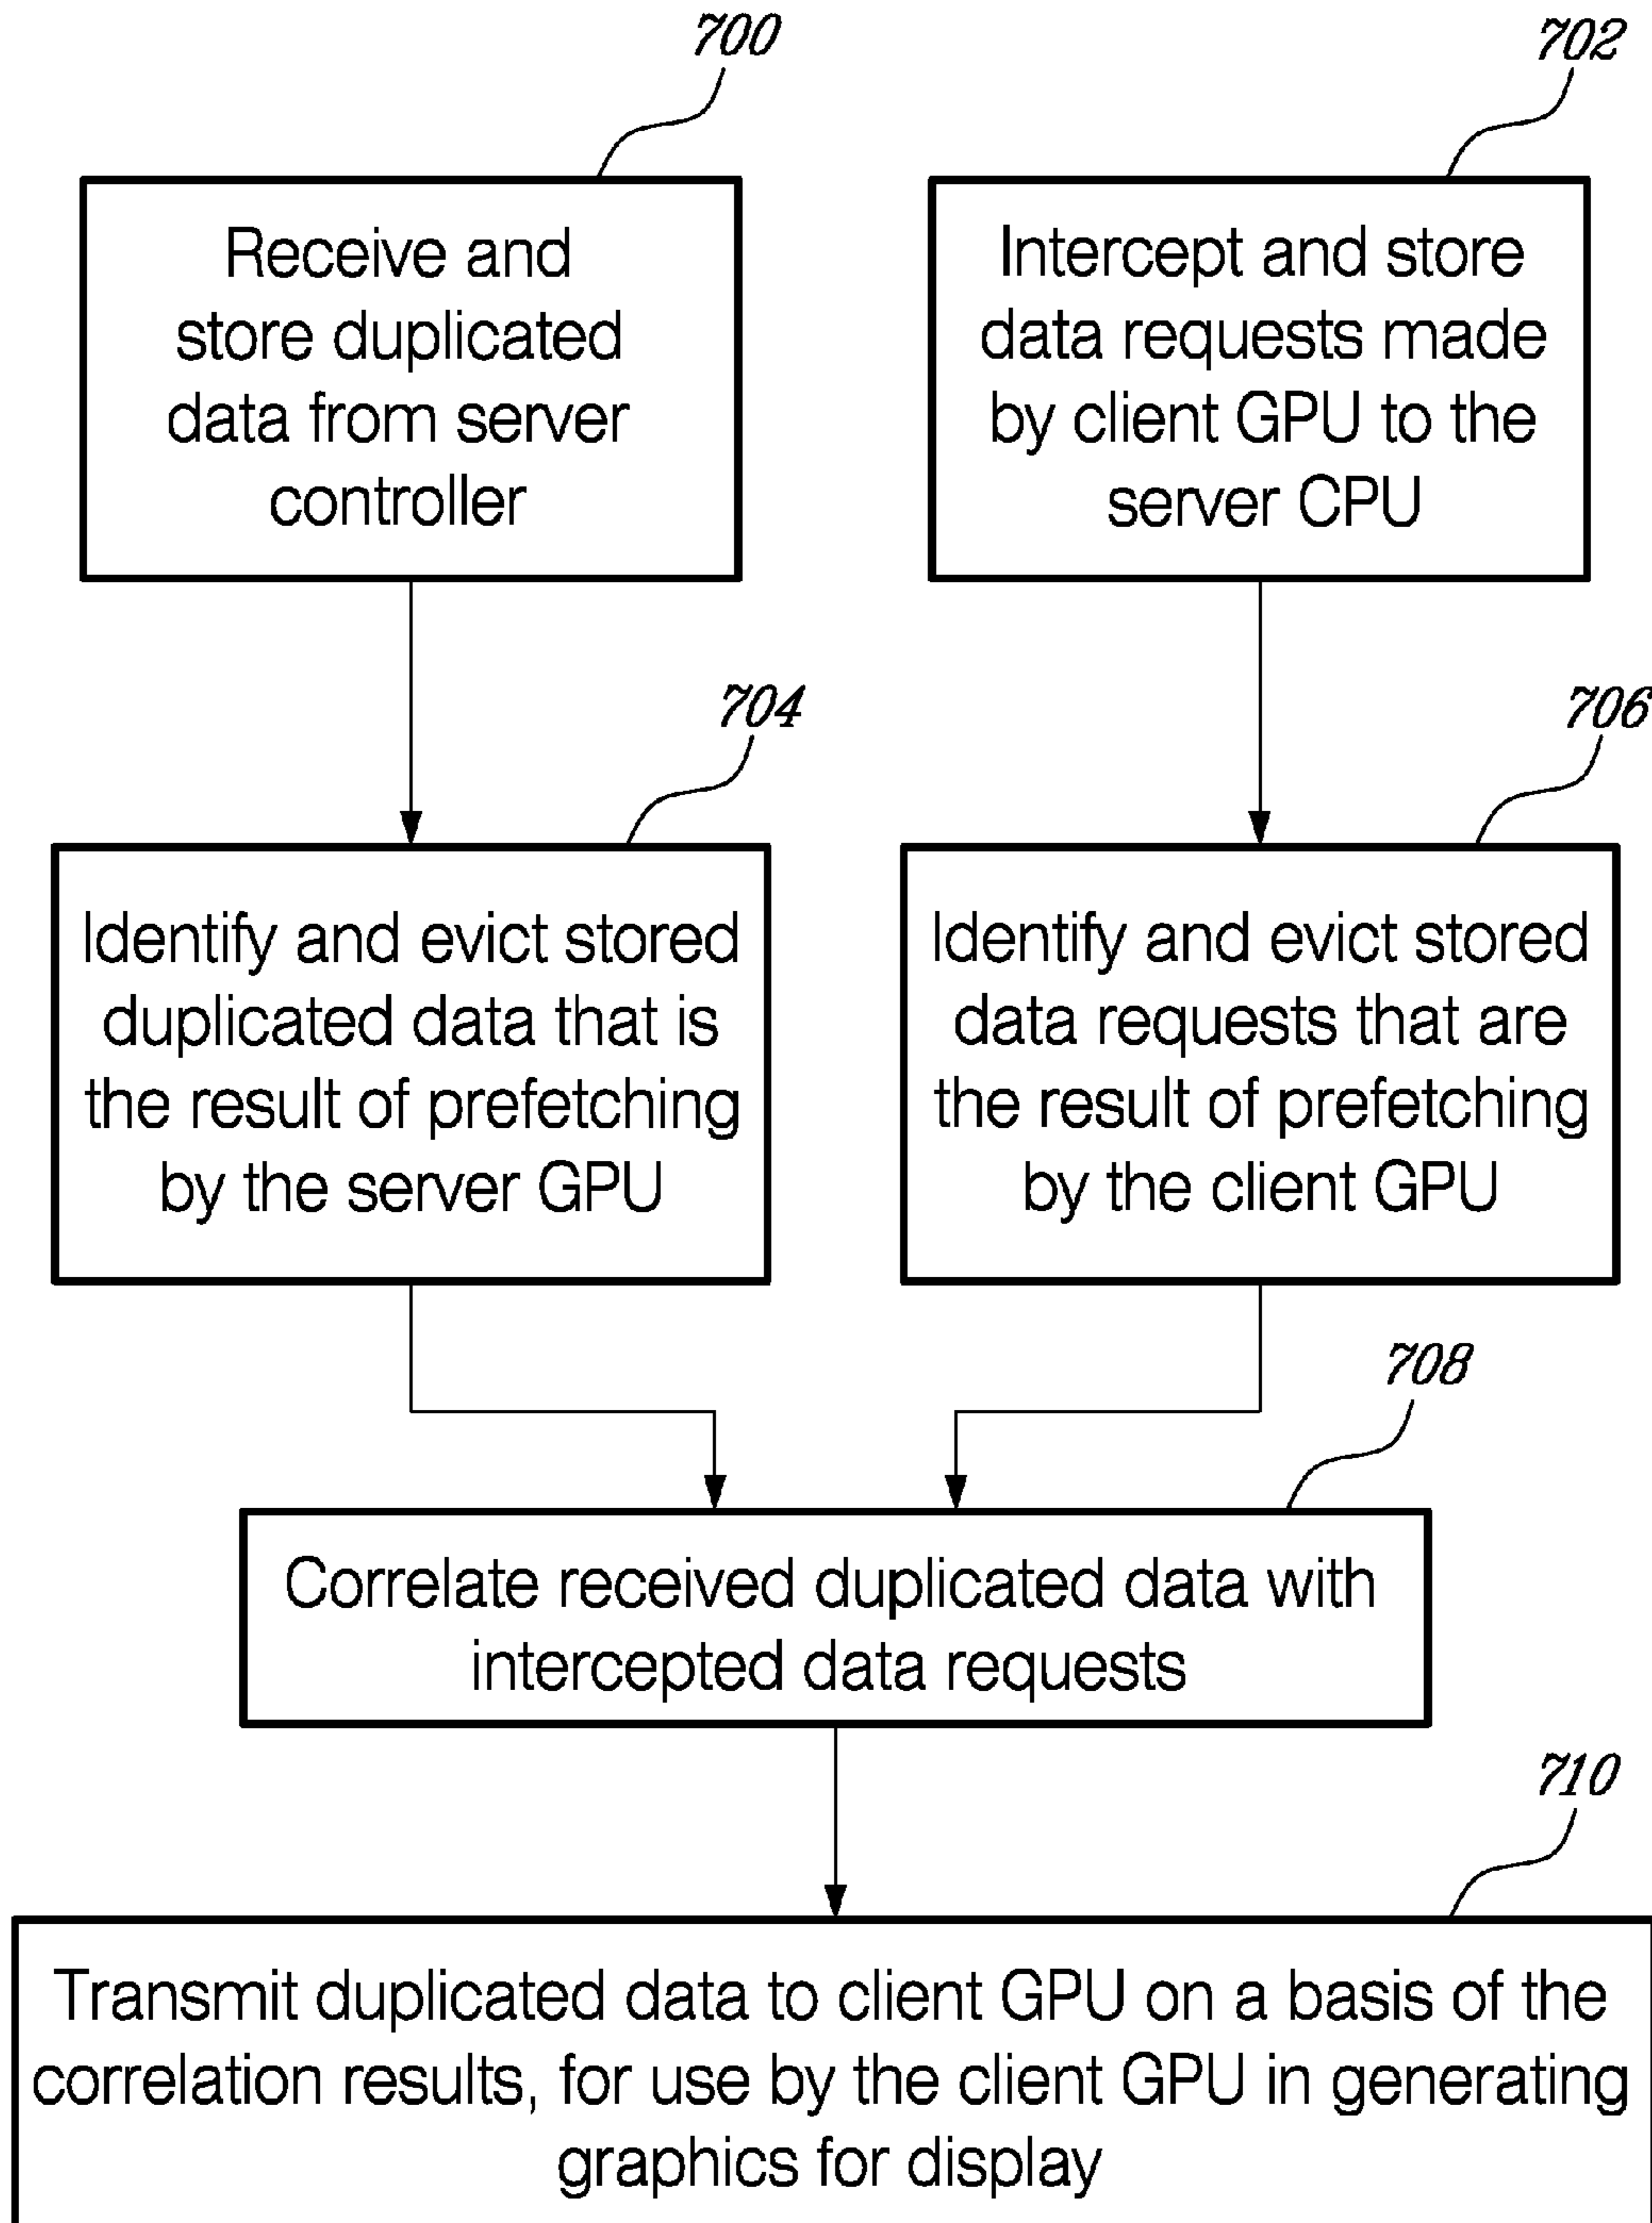 700
702
Receive and
store duplicated
data from server
controller
Intercept and store
data requests made
by client GPU to the
server CPU
704
706
Identify and evict stored
duplicated data that is
the result of prefetching
by the server GPU
Identify and evict stored
data requests that are
the result of prefetching
by the client GPU
708
Correlate received duplicated data with
intercepted data requests
710
Transmit duplicated data to client GPU on a basis of the
correlation results, for use by the client GPU in generating
graphics for display